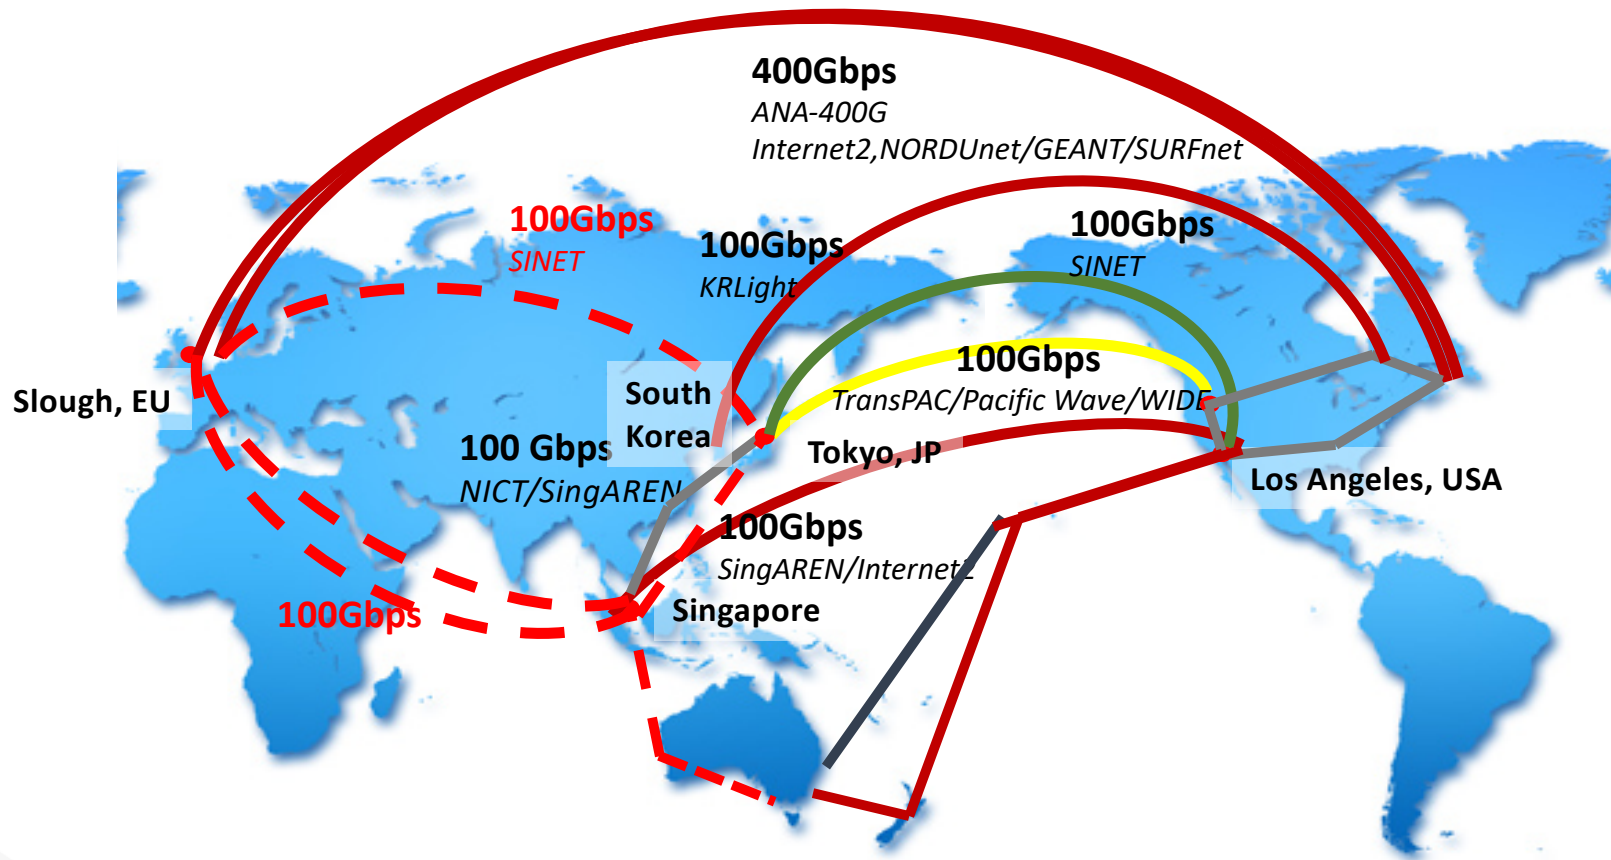 400Gbps
ANA-400G
Internet2,NORDUnet/GEANT/SURFnet
100Gbps
SINET
100Gbps
KRLight
100Gbps
SINET
100Gbps
TransPAC/Pacific Wave/WIDE
Slough, EU
South
Korea
100 Gbps
NICT/SingAREN
Tokyo, JP
Los Angeles, USA
100Gbps
SingAREN/Internet2
Singapore
100Gbps